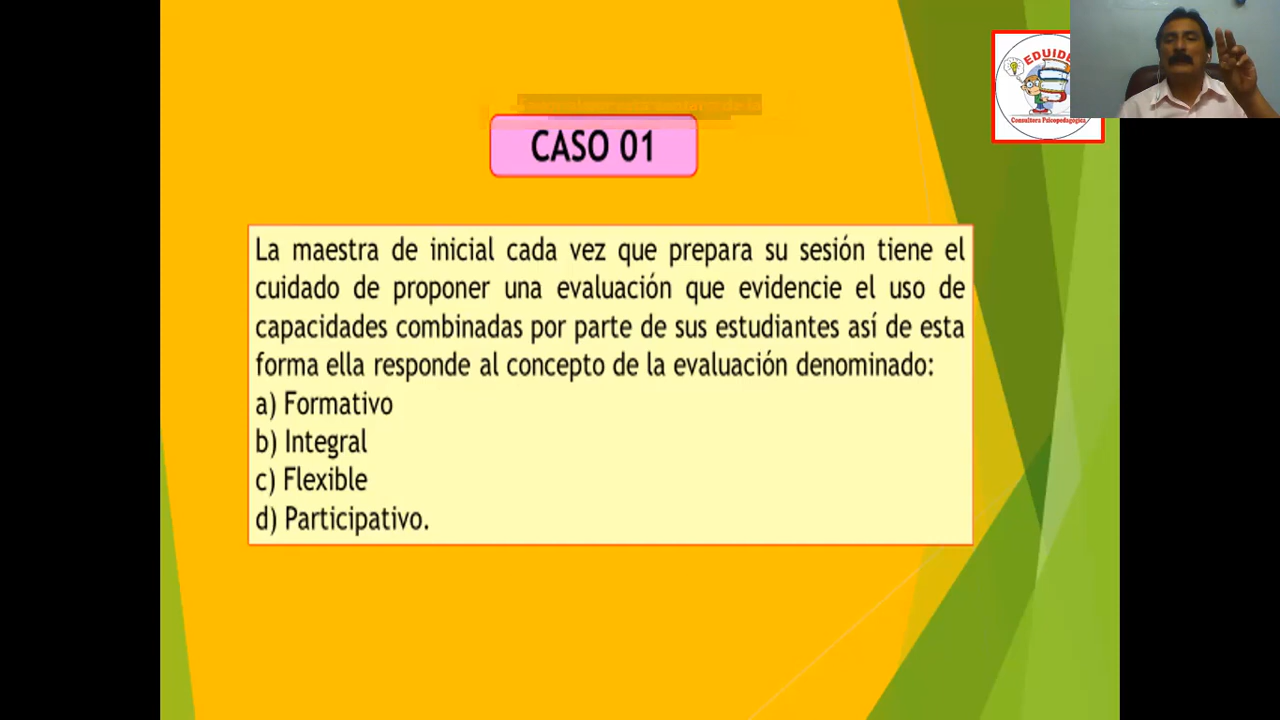 EDUIDE
Consultora Psicopedagógica
CASO 01
La maestra de inicial cada vez que prepara su sesión tiene el
cuidado de proponer una evaluación que evidencie el uso de
capacidades combinadas por parte de sus estudiantes así de esta
forma ella responde al concepto de la evaluación denominado:
a) Formativo
b) Integral
c) Flexible
d) Participativo.